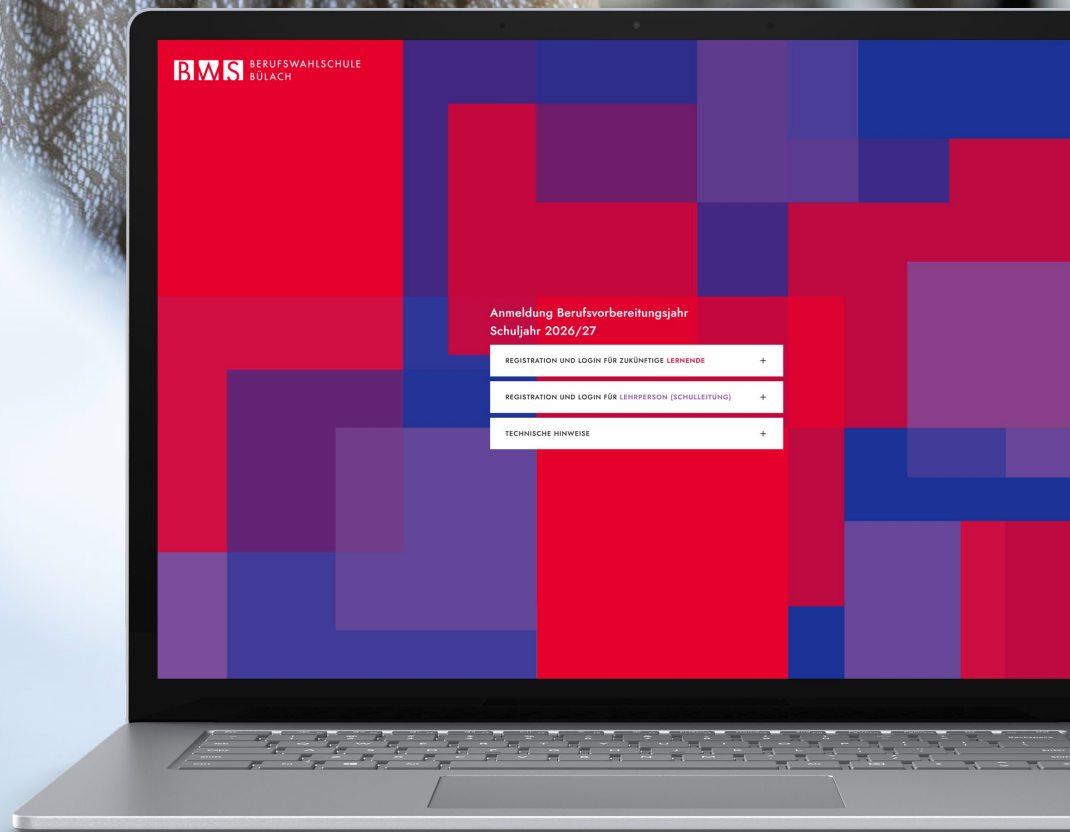 BWS BERUFSWAHLSCHULE
BÜLACH
Anmeldung Berufsvorbereitungsjahr
Schuljahr 2026/27
REGISTRATION UND LOGIN FÜR ZUKÜNFTIGE LERNENDE +
REGISTRATION UND LOGIN FÜR LEHRPERSON (SCHULLEITUNG) +
TECHNISCHE HINWEISE +